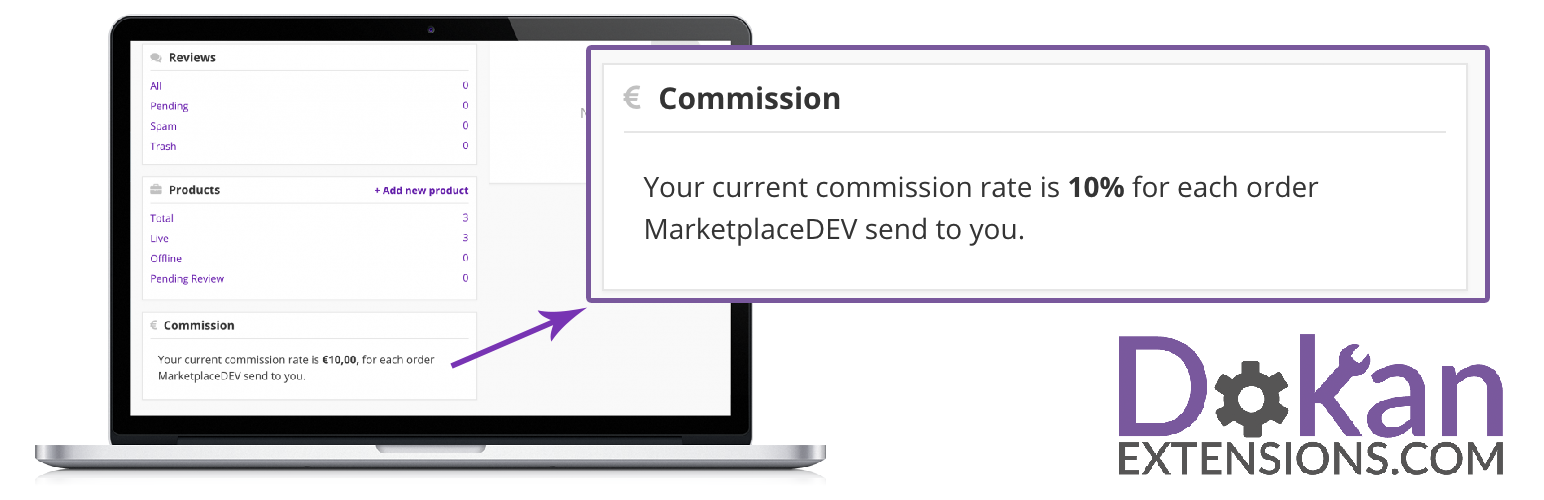 Reviews
All 0
Pending 0
Spam 0
Trash 0
Products + Add new product
Total 3
Live 3
Offline 0
Pending Review 0
€ Commission
Your current commission rate is €10,00, for each order
MarketplaceDEV send to you.
N
€ Commission
Your current commission rate is 10% for each order
MarketplaceDEV send to you.
Dokan
EXTENSIONS.COM